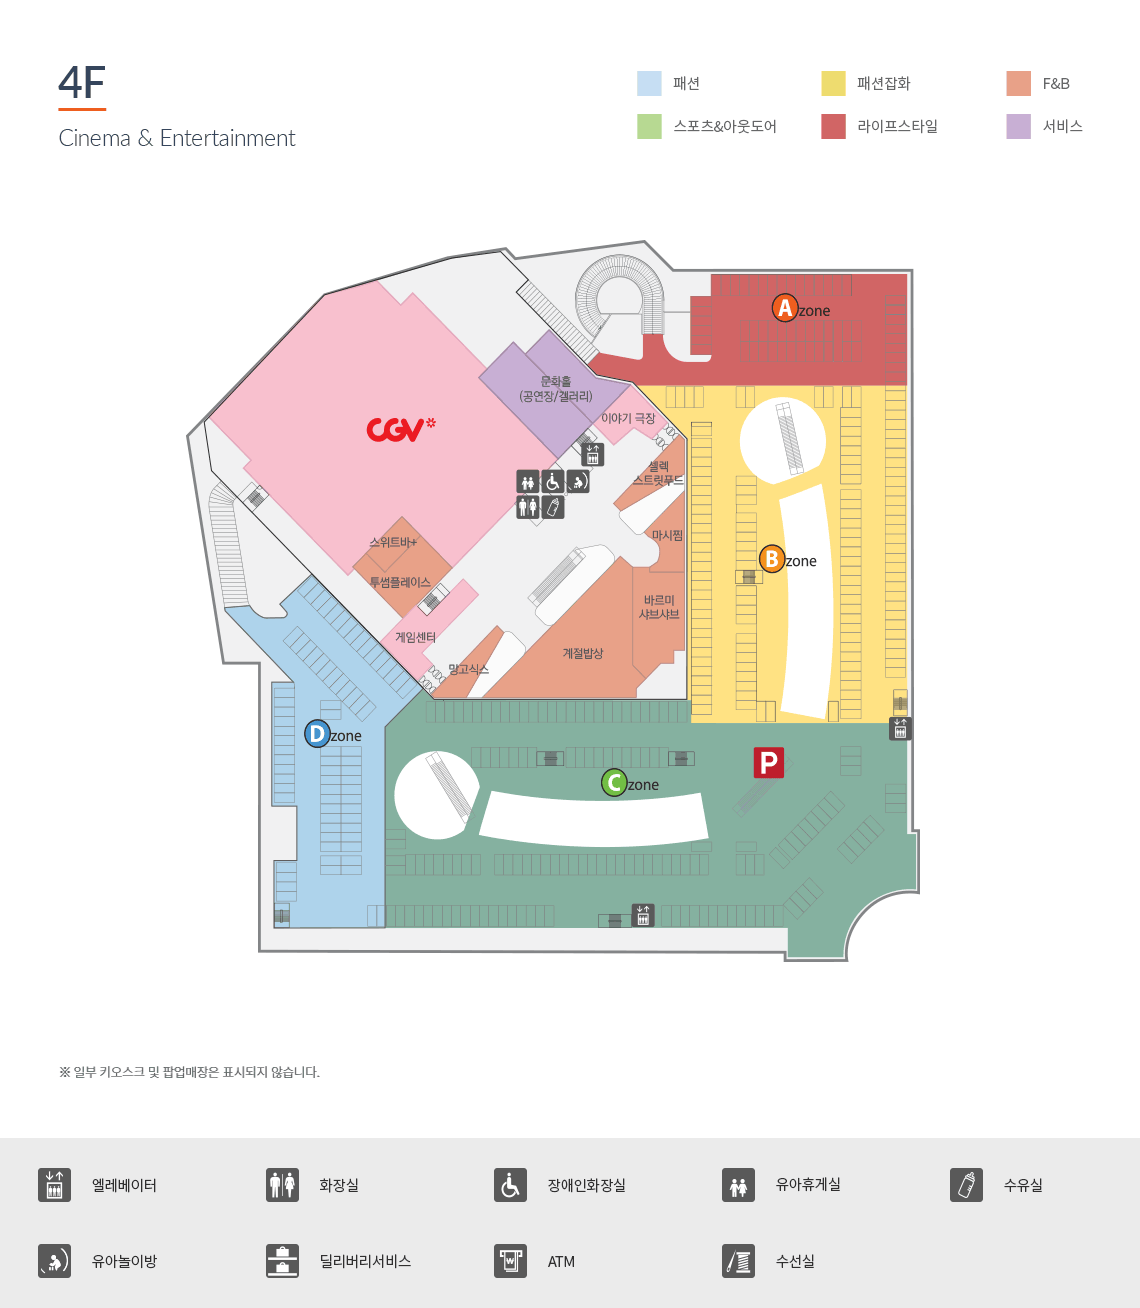 4F
Cinema & Entertainment
패션
패션잡화
F&B
스포츠&아웃도어
라이프스타일
서비스
A zone
문화홀
(공연장/갤러리)
이야기 극장
CGV
셀렉
스트릿푸드
스위트바+
마시찜
B zone
투썸플레이스
바르미
샤브샤브
게임센터
계절밥상
망고식스
D zone
P
C zone
※ 일부 키오스크 및 팝업매장은 표시되지 않습니다.
엘레베이터
화장실
장애인화장실
유아휴게실
수유실
유아놀이방
딜리버리서비스
ATM
수선실